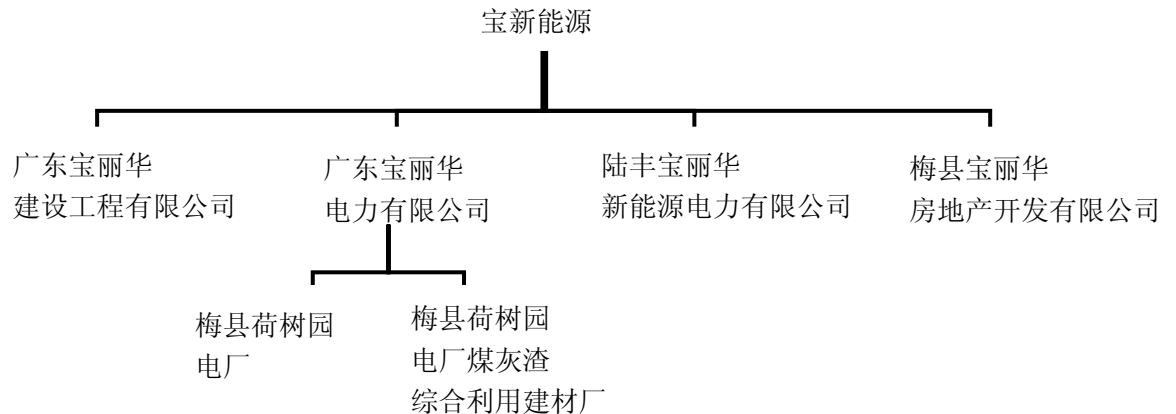 宝新能源
广东宝丽华
建设工程有限公司
广东宝丽华
电力有限公司
陆丰宝丽华
新能源电力有限公司
梅县宝丽华
房地产开发有限公司
梅县荷树园
电厂
梅县荷树园
电厂煤灰渣
综合利用建材厂